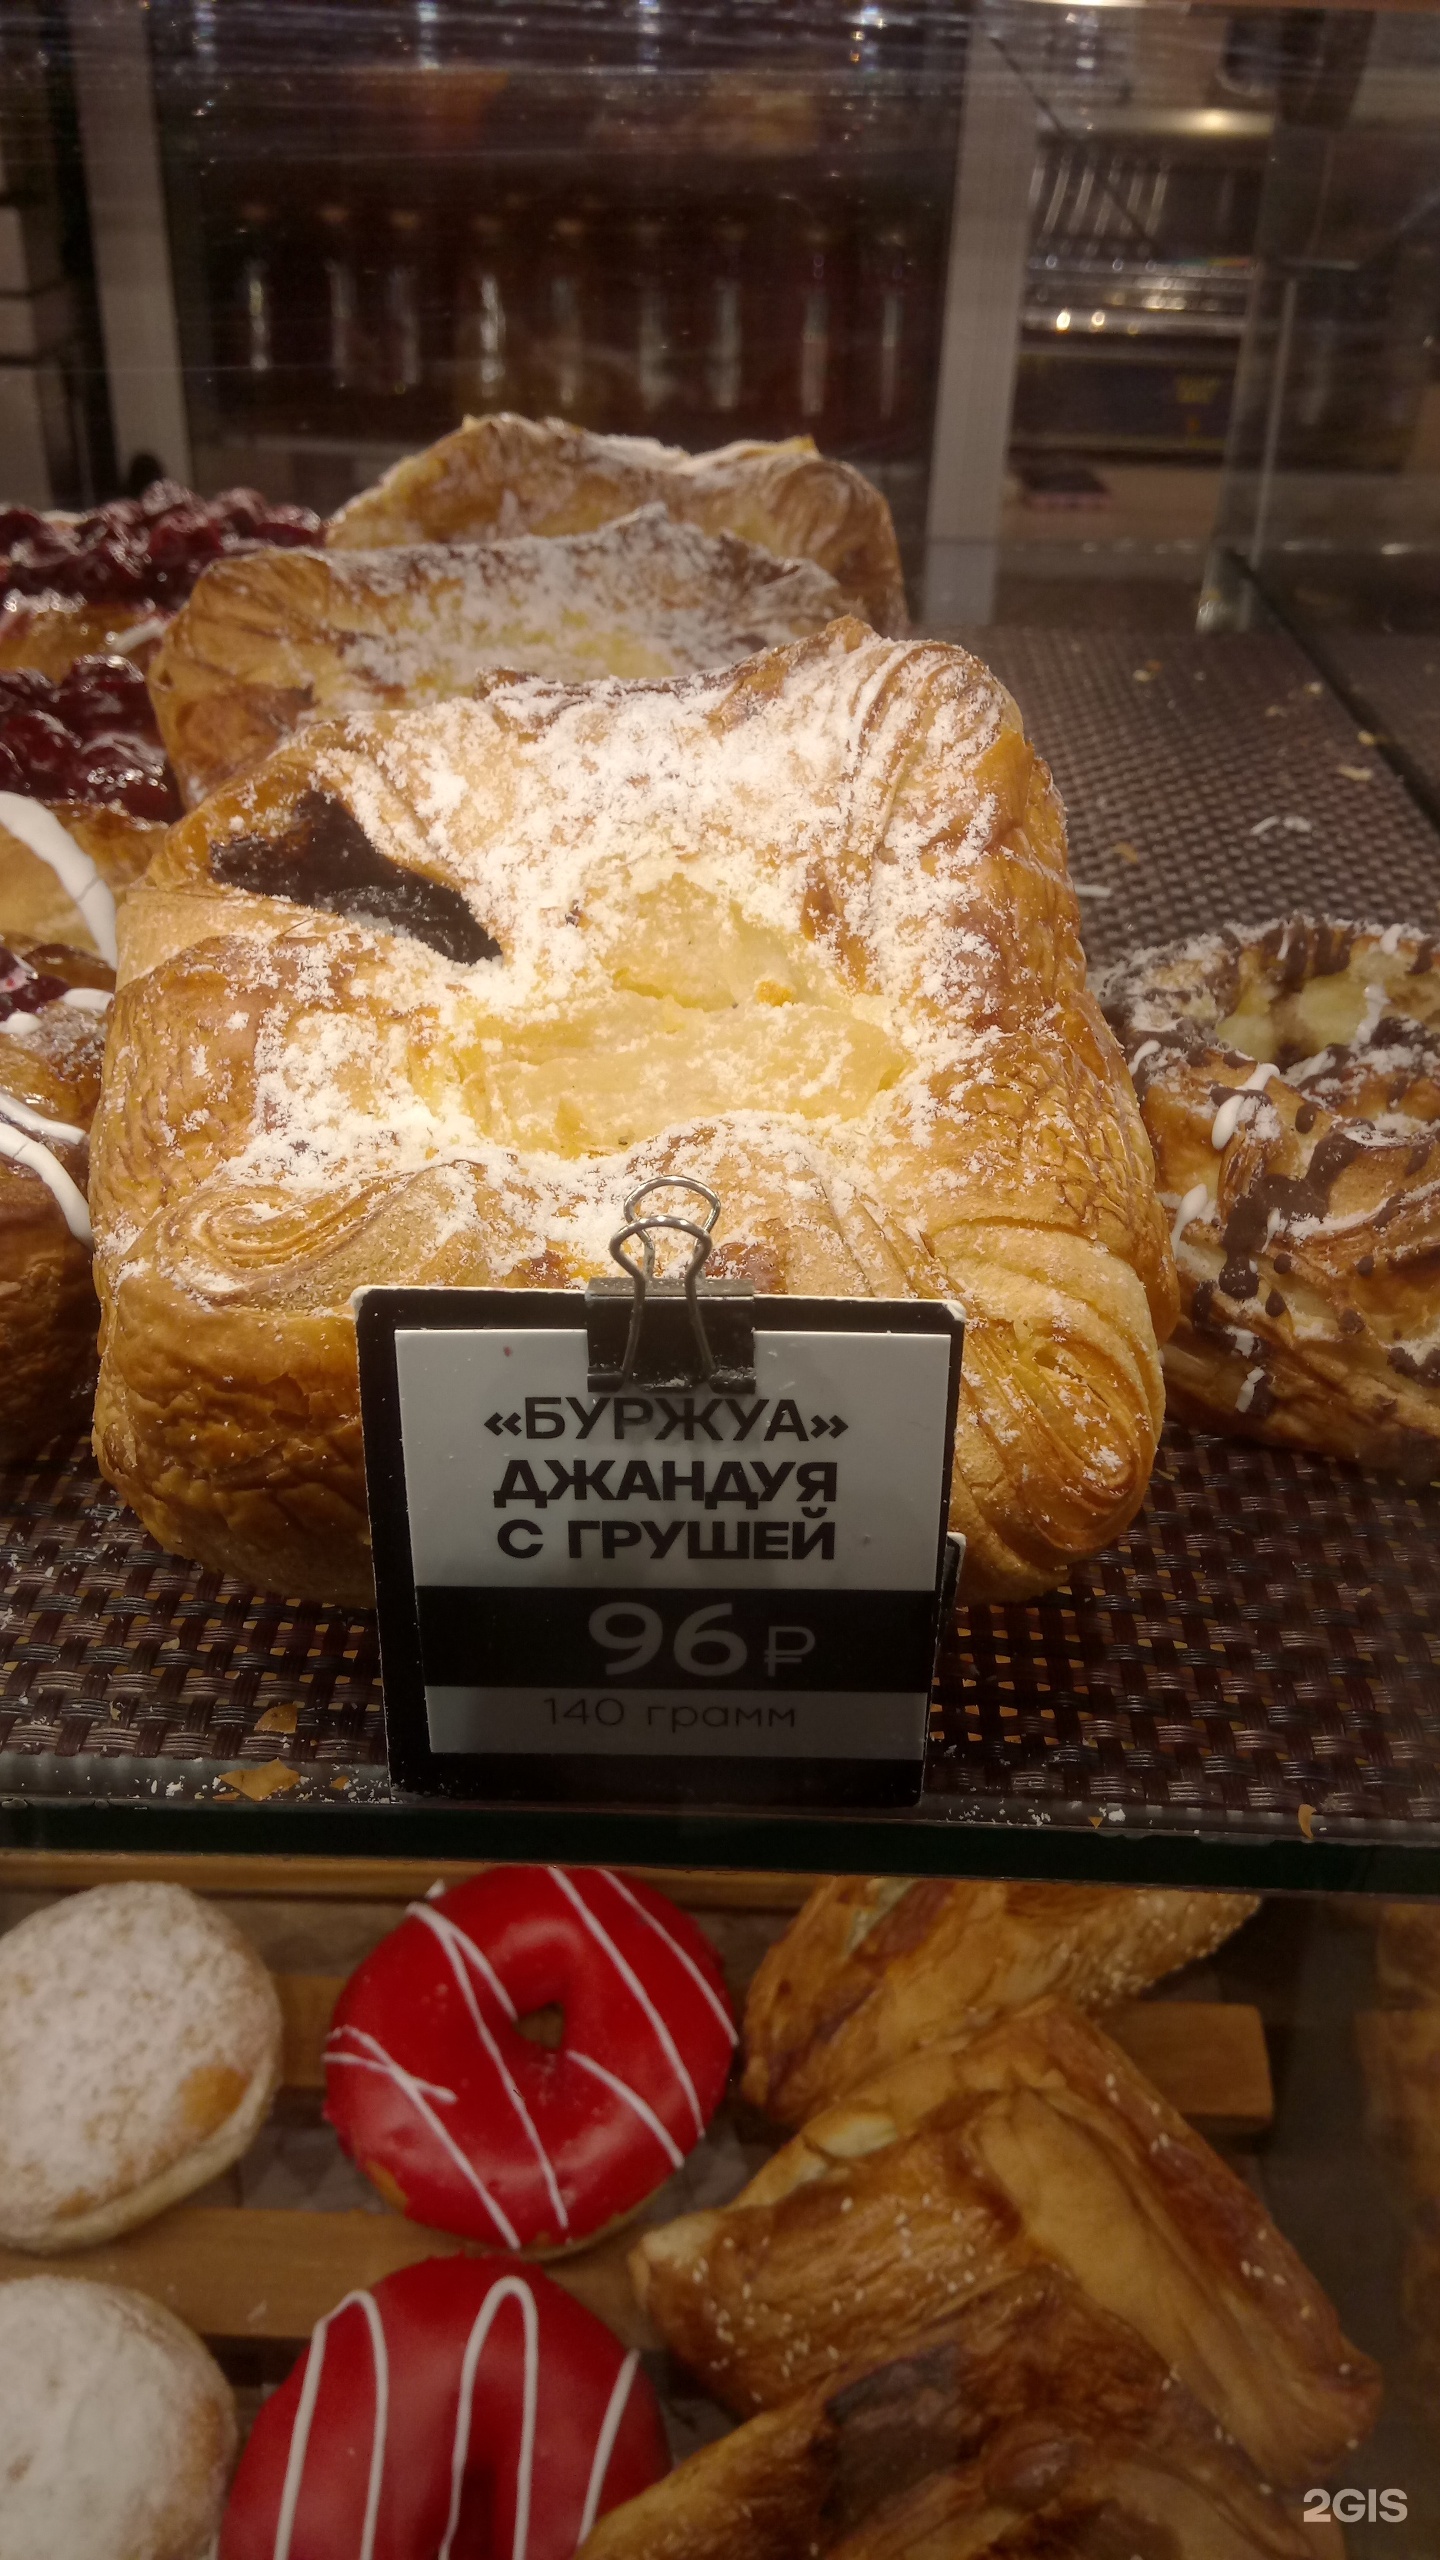 «БУРЖУА»
ДЖАНДУЯ
С ГРУШЕЙ
96 ₽
140 грамм
2GIS